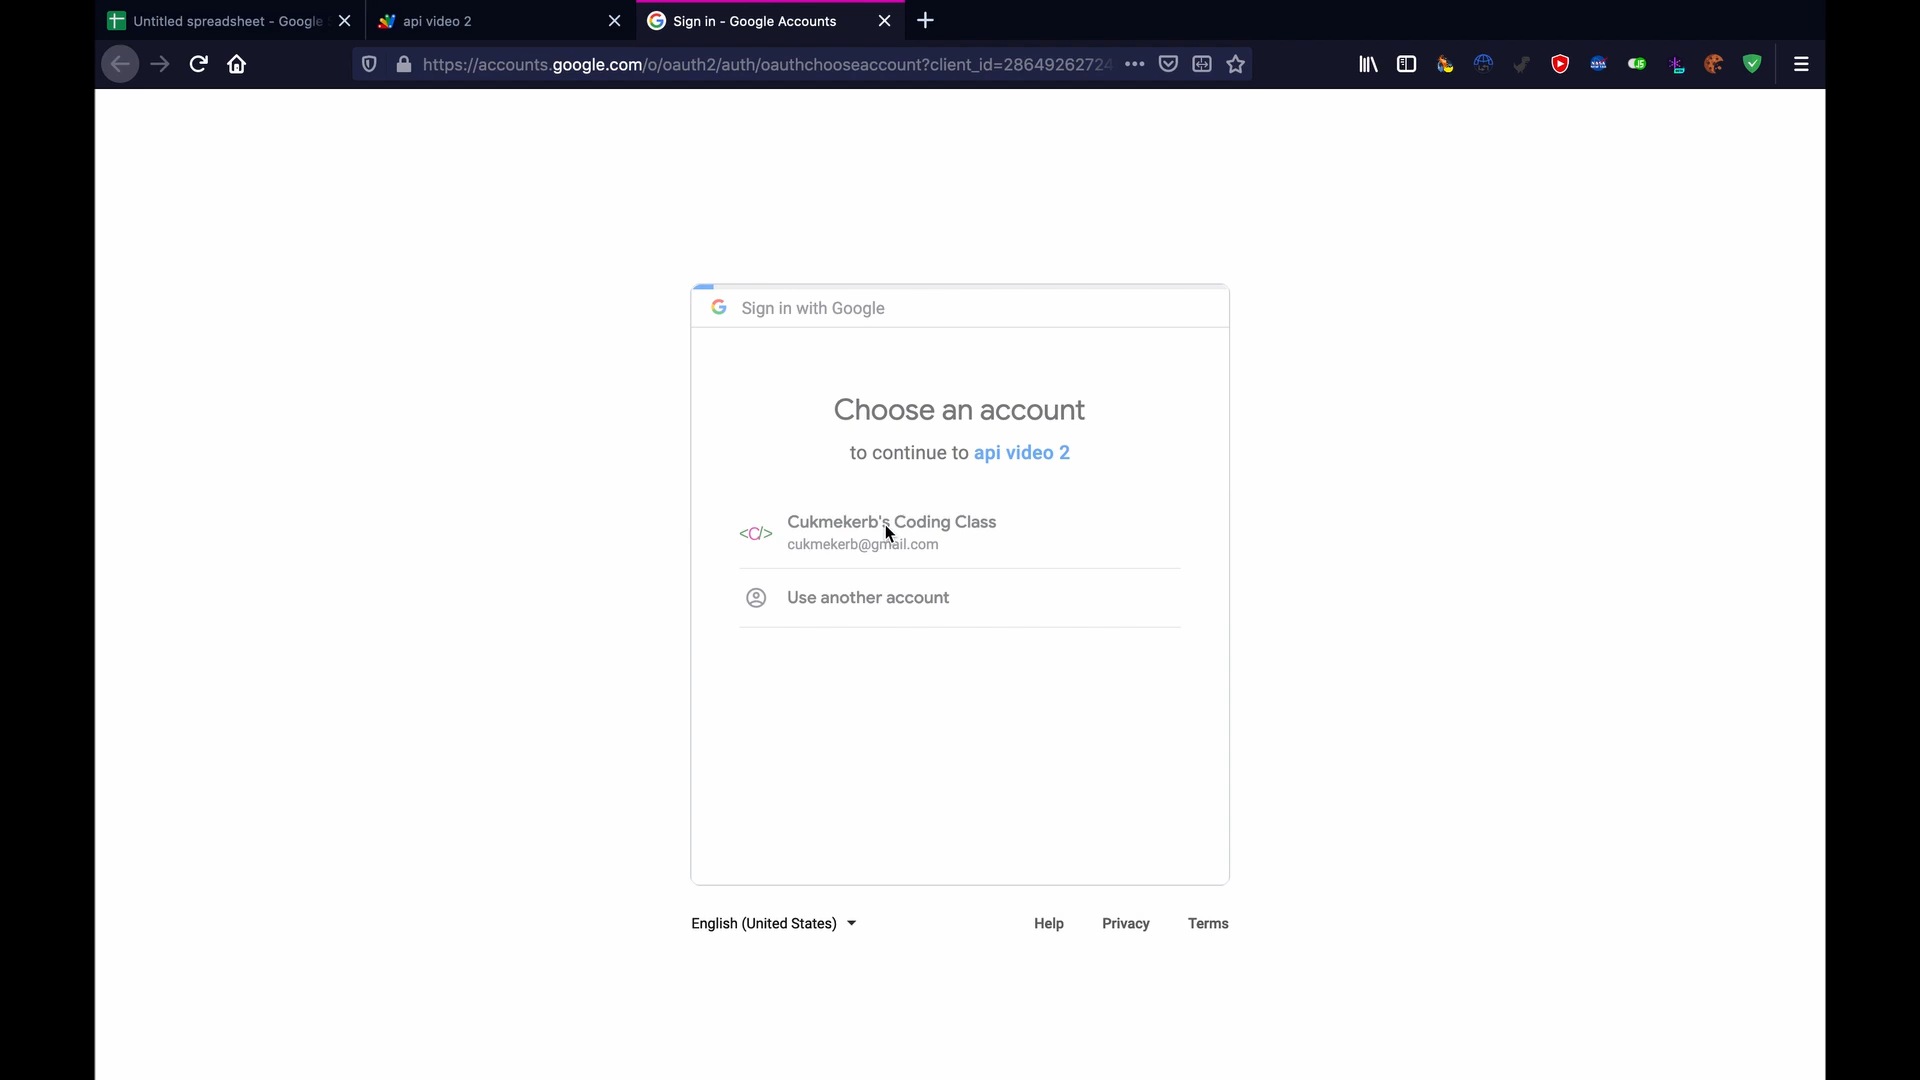 Untitled spreadsheet - Google
api video 2
Sign in - Google Accounts
https://accounts.google.com/o/oauth2/auth/oauthchooseaccount?client_id=28649262724
Sign in with Google
Choose an account
to continue to api video 2
<C/>
Cukmekerb's Coding Class
cukmekerb@gmail.com
Use another account
English (United States)
Help
Privacy
Terms